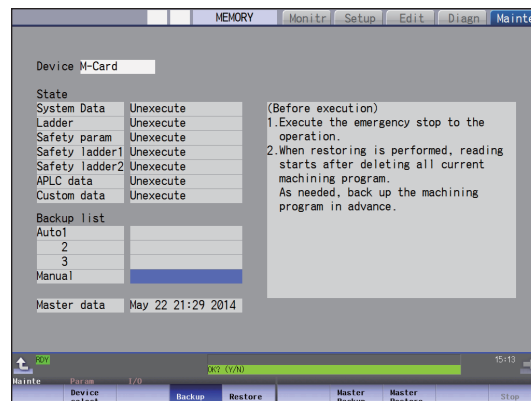 MEMORY Monitr Setup Edit Diagn Mainte
Device M-Card
State
System Data Unexecute
Ladder Unexecute
Safety param Unexecute
Safety ladder1 Unexecute
Safety ladder2 Unexecute
APLC data Unexecute
Custom data Unexecute
(Before execution)
1.Execute the emergency stop to the
operation.
2.When restoring is performed, reading
starts after deleting all current
machining program.
As needed, back up the machining
program in advance.
Backup list
Auto1
2
3
Manual
Master data May 22 21:29 2014
RDY 15:13
OK? (Y/N)
Mainte Param I/O
Device select Backup Restore Master Backup Master Restore Stop